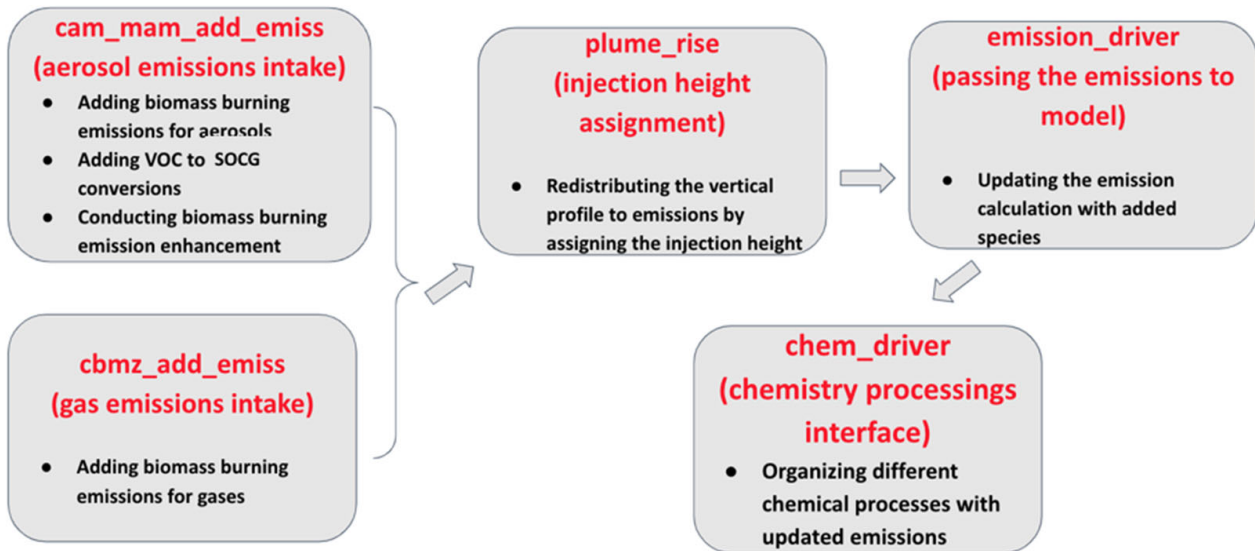 cam_mam_add_emiss
(aerosol emissions intake)
● Adding biomass burning
emissions for aerosols
● Adding VOC to SOCG
conversions
● Conducting biomass burning
emission enhancement
cbmz_add_emiss
(gas emissions intake)
● Adding biomass burning
emissions for gases
plume_rise
(injection height
assignment)
● Redistributing the vertical
profile to emissions by
assigning the injection height
emission_driver
(passing the emissions to
model)
● Updating the emission
calculation with added
species
chem_driver
(chemistry processings
interface)
● Organizing different
chemical processes with
updated emissions